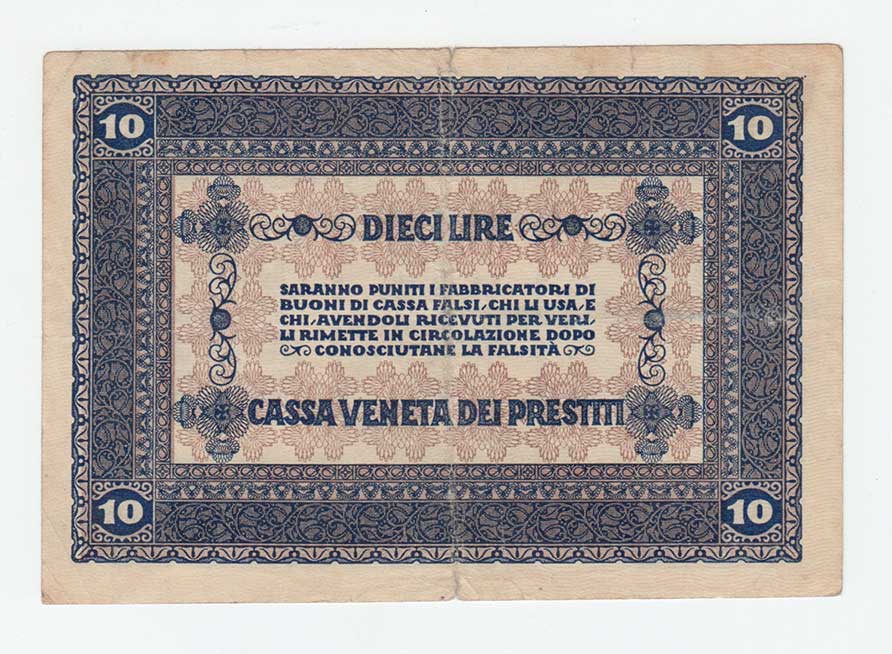 10 10
DIECI LIRE
SARANNO PUNITI I FABBRICATORI DI
BUONI DI CASSA FALSI, CHI LI USA, E
CHI, AVENDOLI RICEVUTI PER VERI,
LI RIMETTE IN CIRCOLAZIONE DOPO
CONOSCIUTANE LA FALSITÀ
CASSA VENETA DEI PRESTITI
10 10